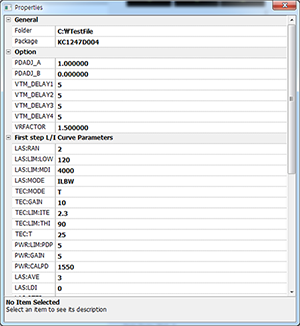 Properties
General
Folder C:₩TestFile
Package KC1247D004
Option
PDADJ_A 1.000000
PDADJ_B 0.000000
VTM_DELAY1 5
VTM_DELAY2 5
VTM_DELAY3 5
VTM_DELAY4 5
VRFACTOR 1.500000
First step L/I Curve Parameters
LAS:RAN 2
LAS:LIM:LOW 120
LAS:LIM:MDI 4000
LAS:MODE ILBW
TEC:MODE T
TEC:GAIN 10
TEC:LIM:ITE 2.3
TEC:LIM:THI 90
TEC:T 25
PWR:LIM:PDP 5
PWR:GAIN 5
PWR:CALPD 1550
LAS:AVE 3
LAS:LDI 0
No Item Selected
Select an item to see its description